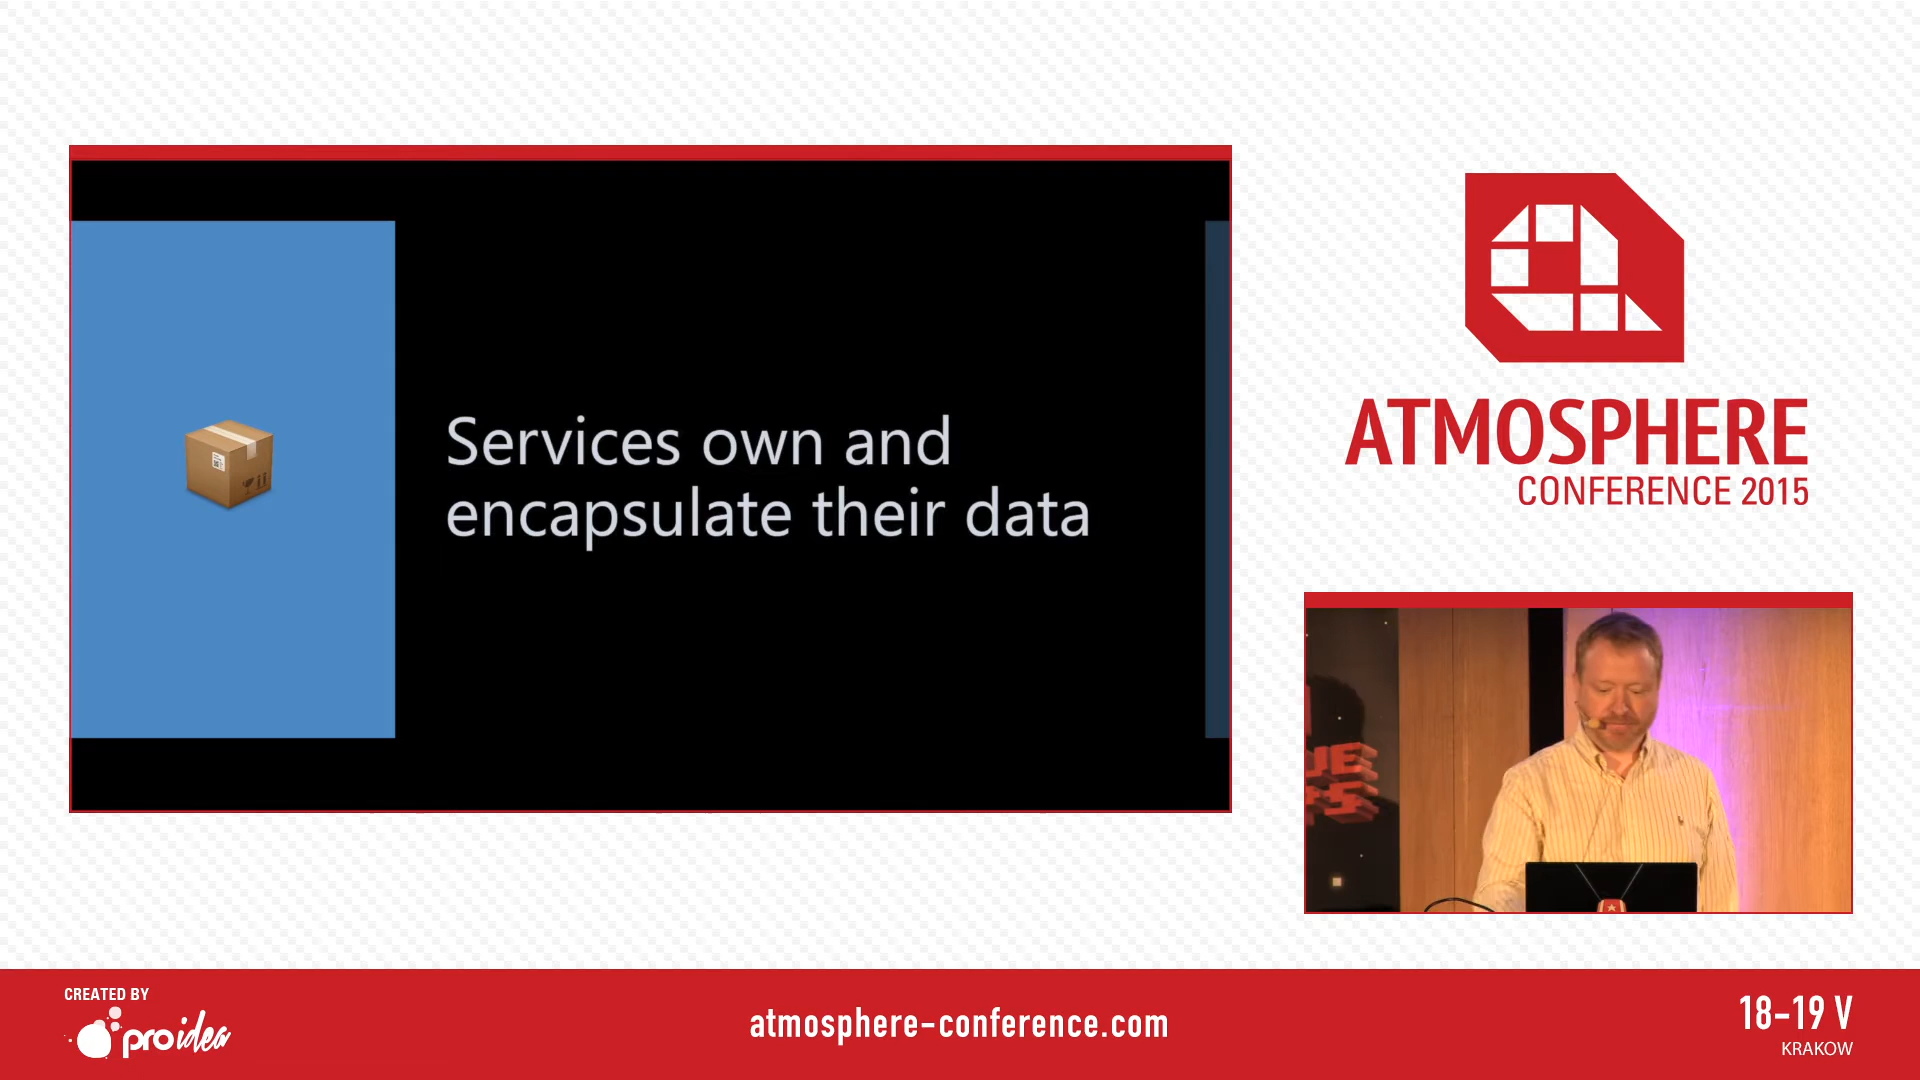 Services own and
encapsulate their data
ATMOSPHERE
CONFERENCE 2015
CREATED BY
proidea
atmosphere-conference.com
18-19 V
KRAKOW